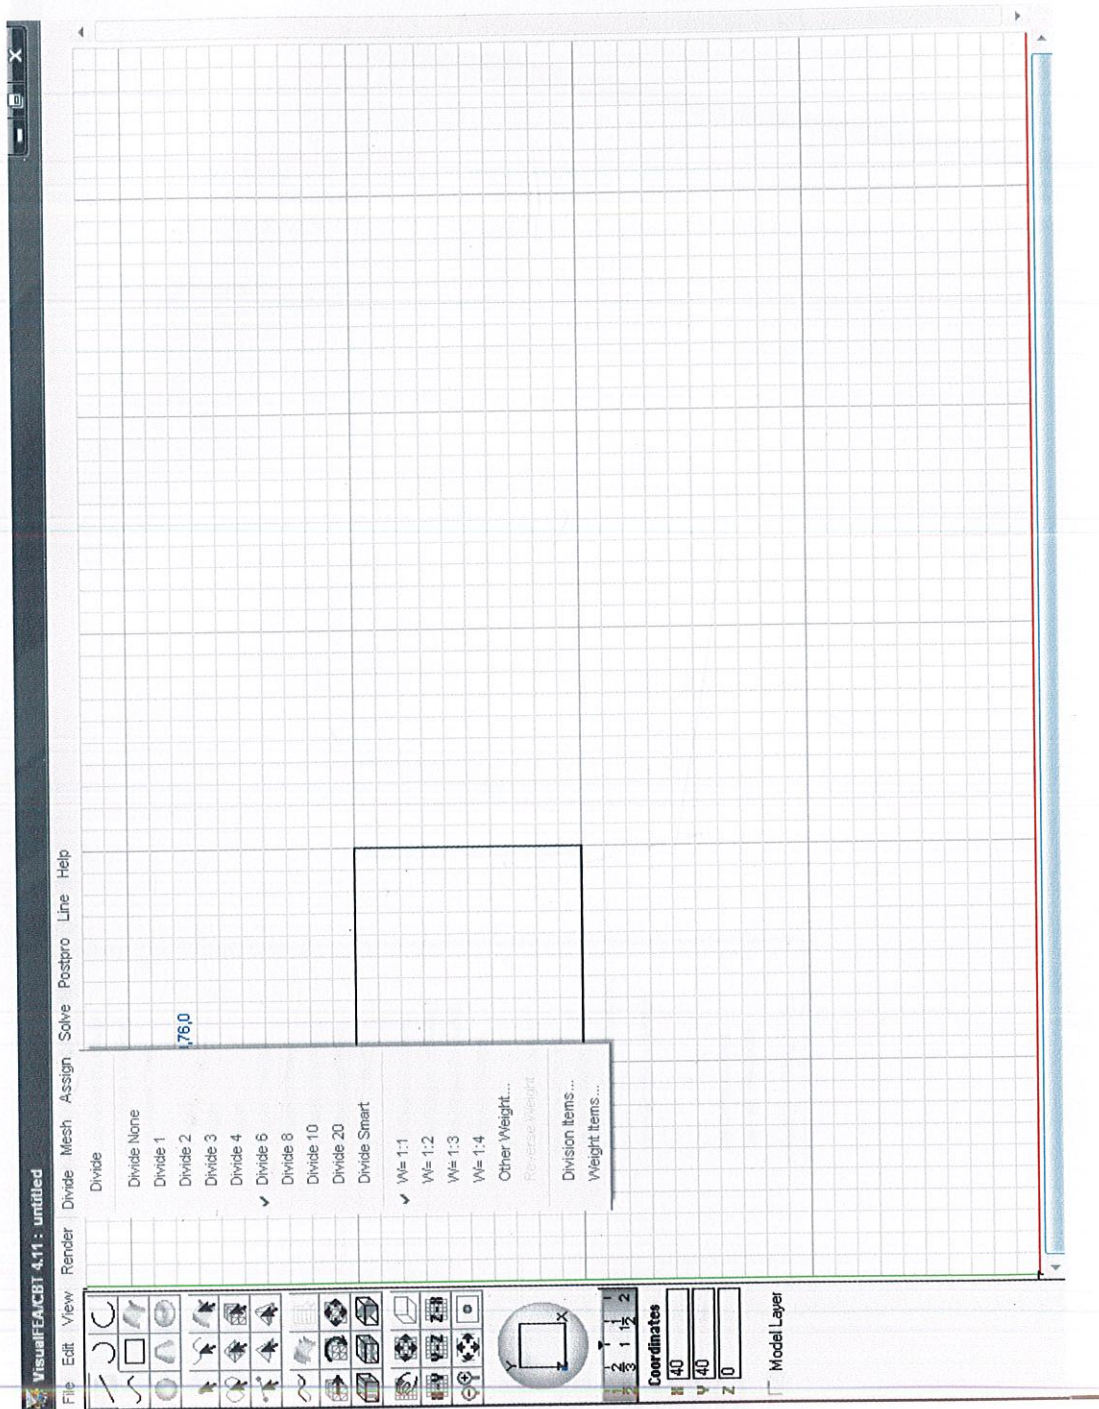 VisualFEA/CBT 4.11 : untitled
File Edit View Render Divide Mesh Assign Solve Postpro Line Help
Divide
Divide None
Divide 1
Divide 2
Divide 3
Divide 4
✓ Divide 6
Divide 8
Divide 10
Divide 20
Divide Smart
✓ W= 1:1
W= 1:2
W= 1:3
W= 1:4
Other Weight...
Reverse Weight
Division Items...
Weight Items...
,76,0
X-Y Y-Z Z-X
Y
X
Z
Coordinates
X 40
Y 40
Z 0
Model Layer